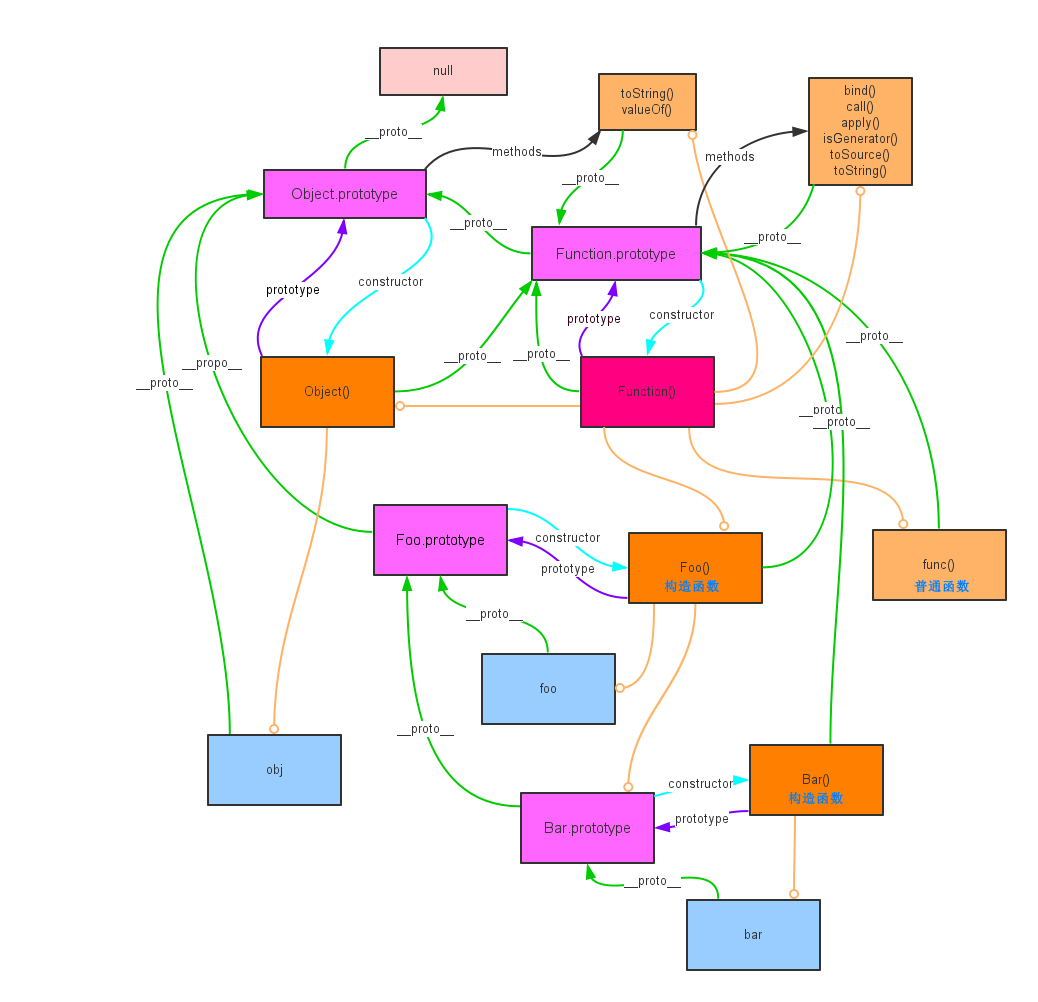 null
toString()
valueOf()
bind()
call()
apply()
isGenerator()
toSource()
toString()
__proto__
methods
methods
Object.prototype
__proto__
__proto__
__proto__
Function.prototype
constructor
prototype
constructor
prototype
__proto__
__propo__
__proto__
__proto__
__proto__
Object()
Function()
__proto__
__proto__
Foo.prototype
constructor
prototype
Foo()
构造函数
func()
普通函数
__proto__
foo
__proto__
obj
constructor
Bar()
构造函数
prototype
Bar.prototype
__proto__
bar